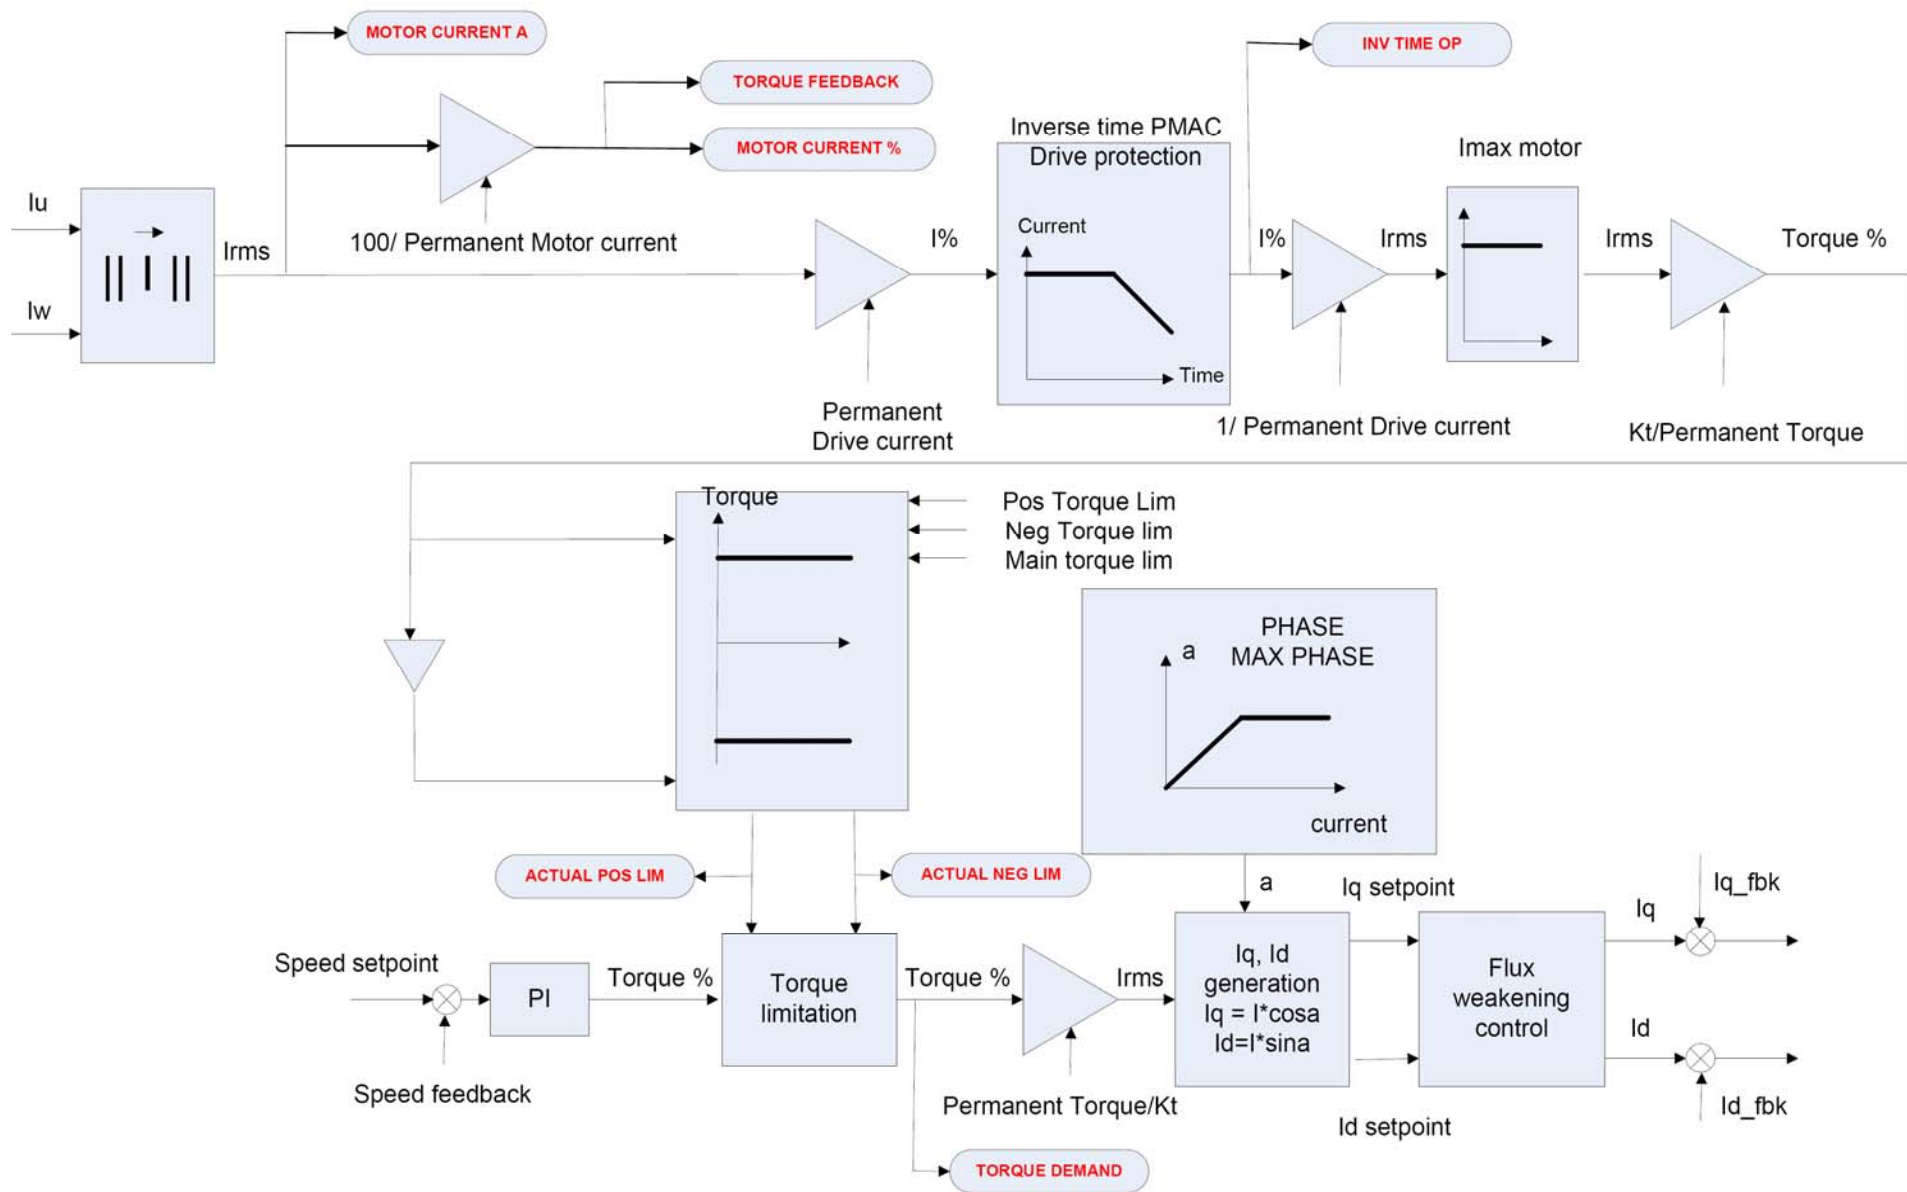 MOTOR CURRENT A
INV TIME OP
TORQUE FEEDBACK
Inverse time PMAC
Drive protection
MOTOR CURRENT %
Imax motor
Iu
Irms
100/ Permanent Motor current
I%
Current
I%
Irms
Irms
Torque %
Iw
Time
Permanent
Drive current
1/ Permanent Drive current
Kt/Permanent Torque
Torque
Pos Torque Lim
Neg Torque lim
Main torque lim
PHASE
MAX PHASE
a
current
ACTUAL POS LIM
ACTUAL NEG LIM
a
Iq setpoint
Iq_fbk
Iq
Speed setpoint
PI
Torque %
Torque
limitation
Torque %
Irms
Iq, Id
generation
Iq = I*cosa
Id=I*sina
Flux
weakening
control
Id
Speed feedback
Permanent Torque/Kt
Id setpoint
Id_fbk
TORQUE DEMAND